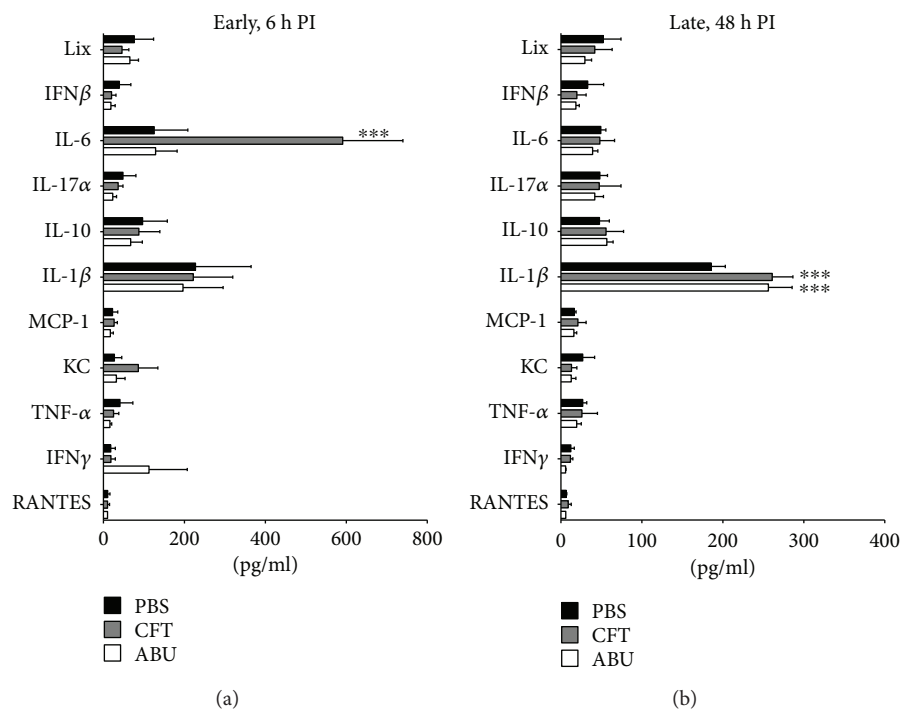 Early, 6 h PI
Lix
IFNβ
IL-6
***
IL-17α
IL-10
IL-1β
MCP-1
KC
TNF-α
IFNγ
RANTES
0 200 400 600 800
(pg/ml)
PBS
CFT
ABU
(a)
Late, 48 h PI
Lix
IFNβ
IL-6
IL-17α
IL-10
IL-1β
***
***
MCP-1
KC
TNF-α
IFNγ
RANTES
0 100 200 300 400
(pg/ml)
PBS
CFT
ABU
(b)